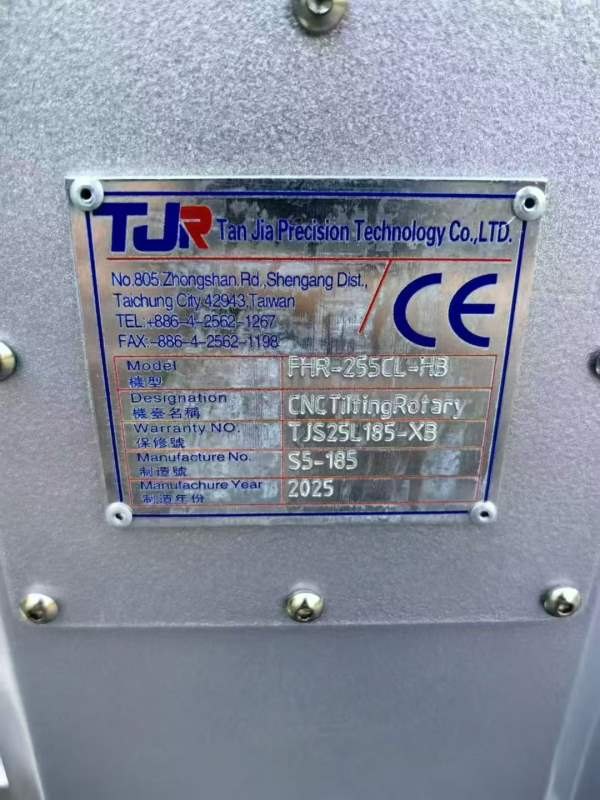 TJR Tan Jia Precision Technology Co.,LTD.
No.805 Zhongshan.Rd.,Shengang Dist.,
Taichung City 42943,Taiwan
TEL:+886-4-2562-1267
FAX:+886-4-2562-1198
CE
Model FHR-255CL-HB
機型
Designation CNCTiltingRotary
機臺名稱
Warranty NO. TJS25L185-XB
保修號
Manufacture No. S5-185
制造號
Manufachure Year 2025
制造年份